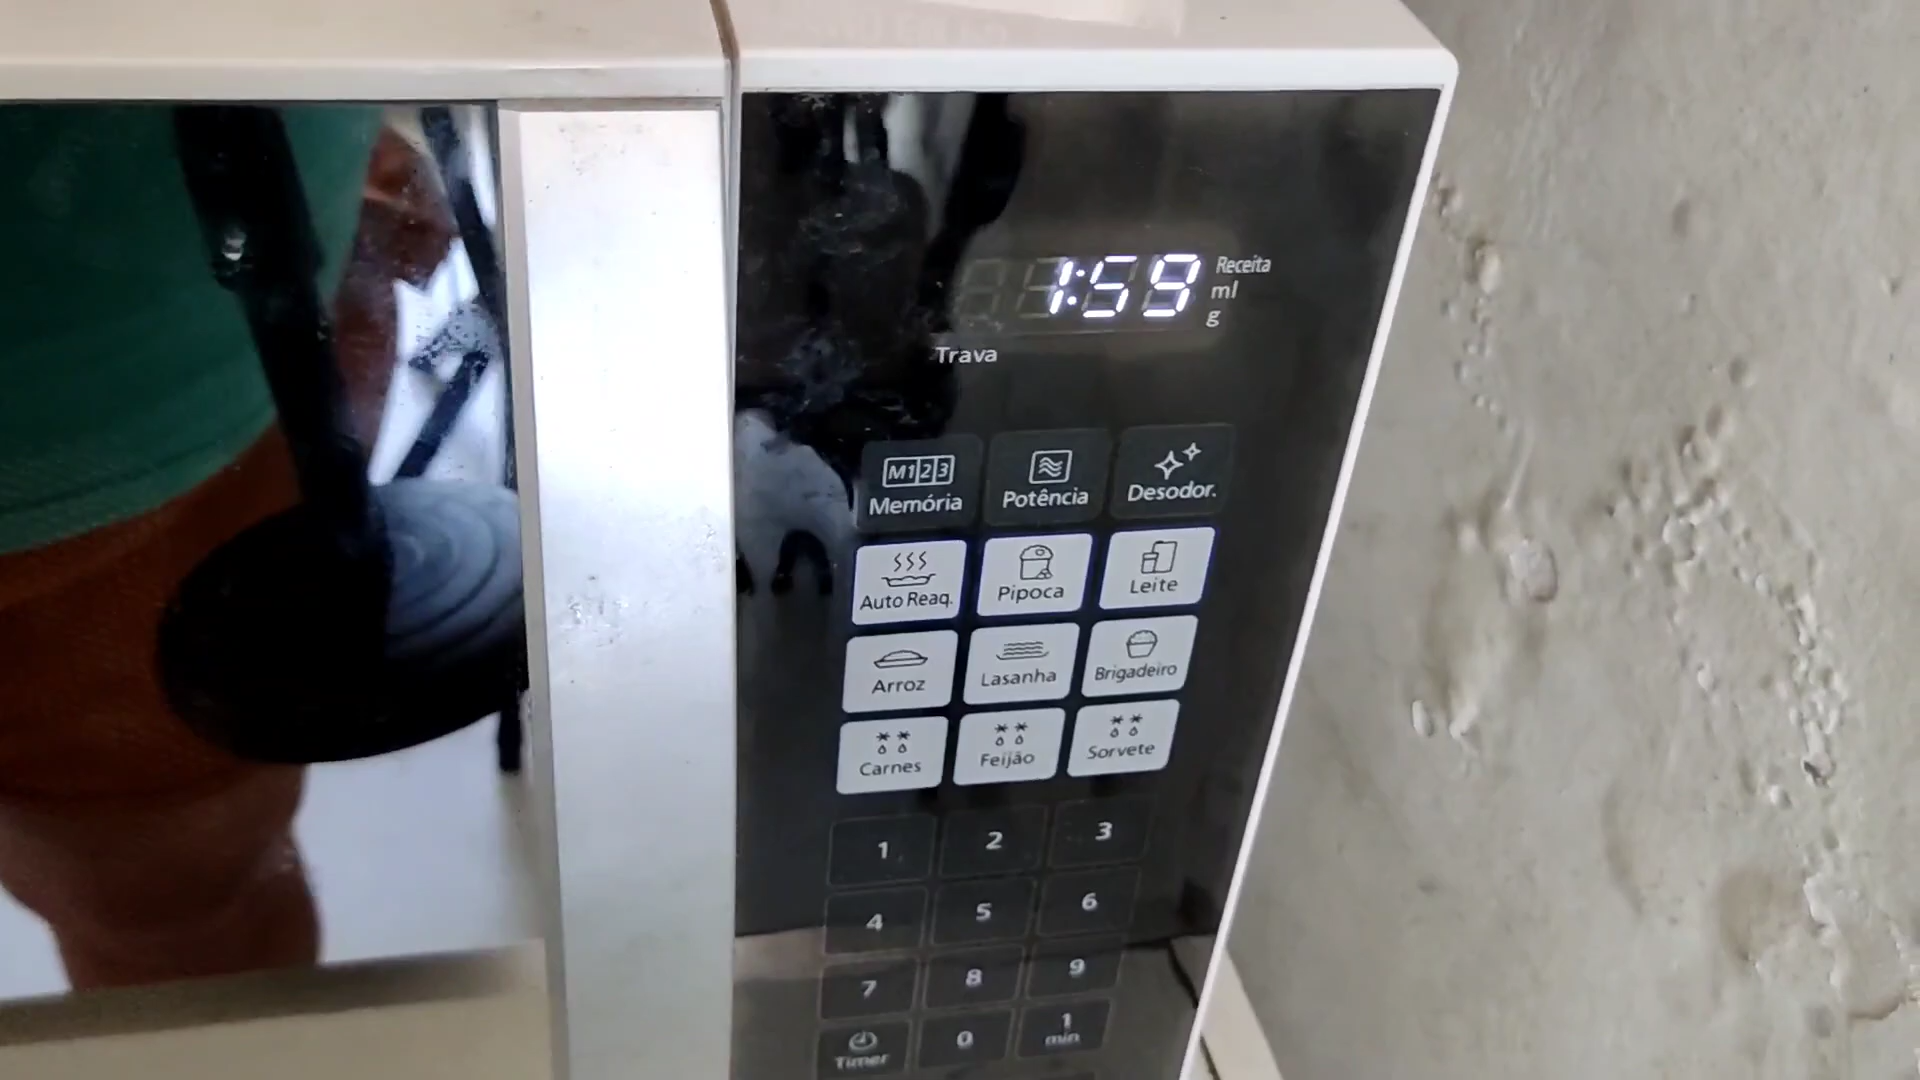 1:59
Receita
ml
g
Trava
M1 2 3
Memória
Potência
Desodor.
Auto Reaq.
Pipoca
Leite
Arroz
Lasanha
Brigadeiro
Carnes
Feijão
Sorvete
1
2
3
4
5
6
7
8
9
Timer
0
1
min